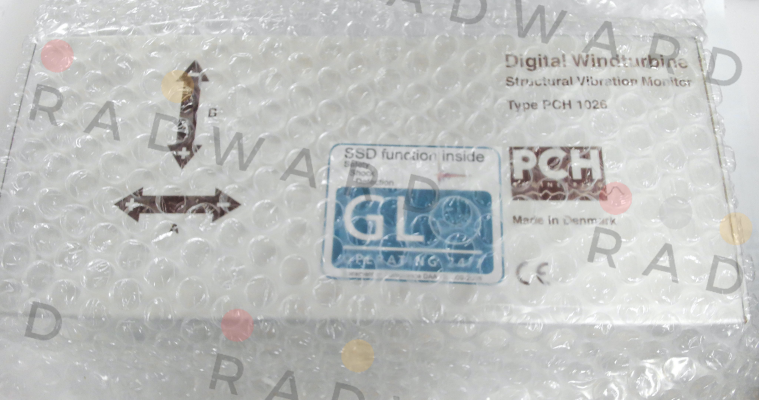 Digital Windturbine
Structural Vibration Monitor
Type PCH 1026
B
SSD function inside
PCH
GL
A
Made in Denmark
CE
RADWARD